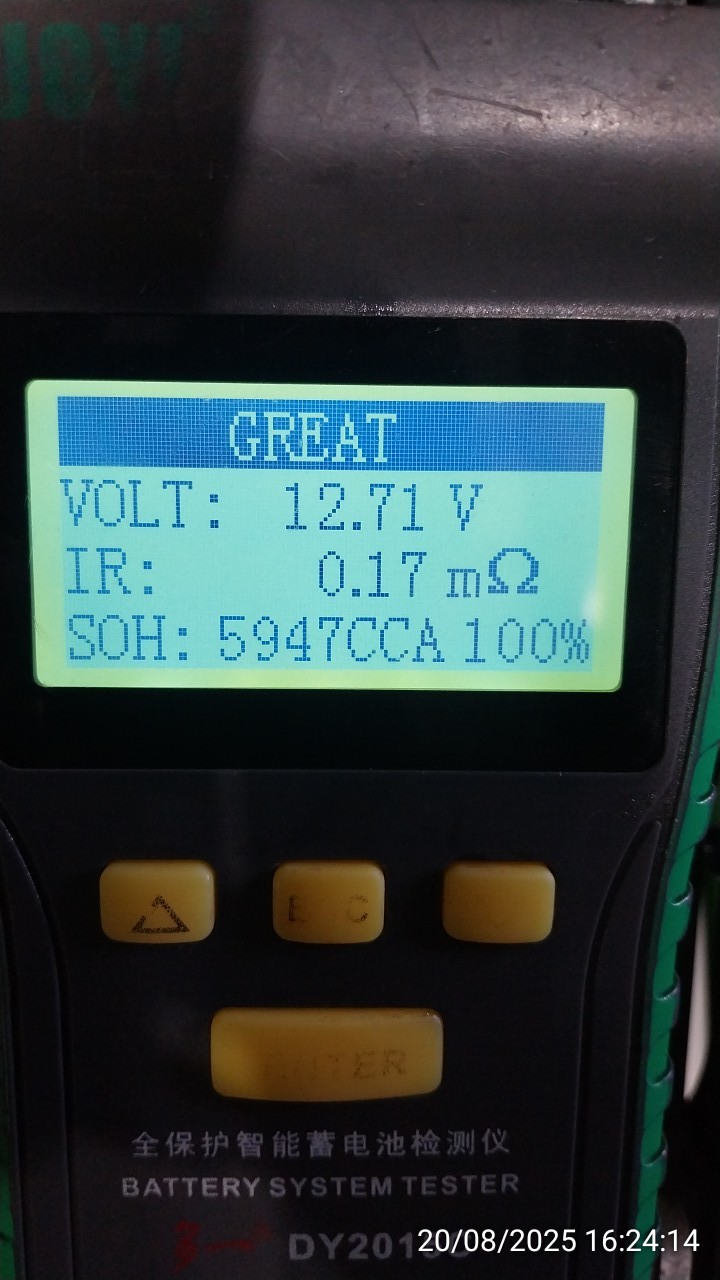 GREAT
VOLT: 12.71 V
IR: 0.17 mΩ
SOH: 5947CCA 100%
全保护智能蓄电池检测仪
BATTERY SYSTEM TESTER
20/08/2025 16:24:14